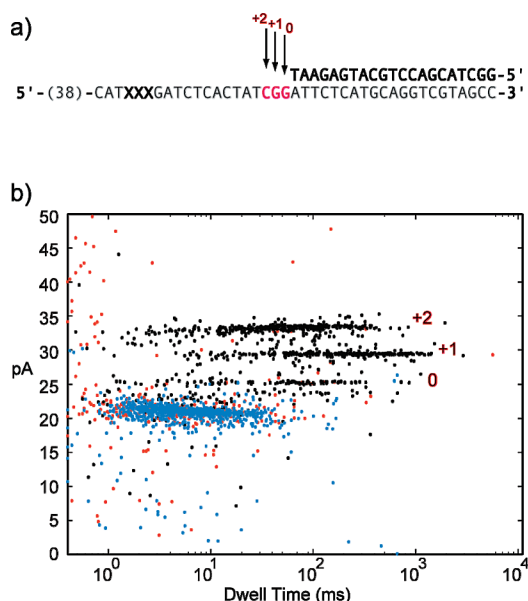 a)
+2 +1 0
TAAGAGTACGTCCAGCATCGG-5'
5'-(38)-CATXXXGATCTCACTATCGGATTCTCATGCAGGTCGTAGCC-3'
b)
50
45
40
35
30
25
20
15
10
5
0
pA
+2
+1
0
10^0 10^1 10^2 10^3 10^4
Dwell Time (ms)